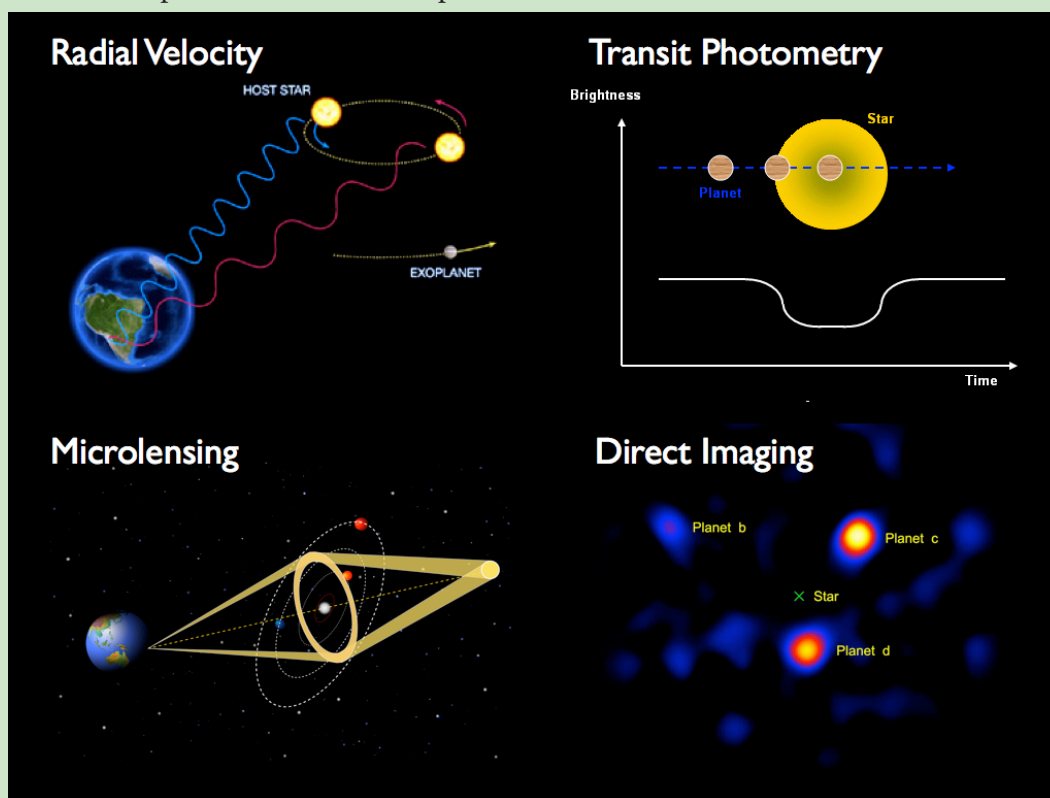 Radial Velocity
HOST STAR
EXOPLANET
Transit Photometry
Brightness
Star
Planet
Time
Microlensing
Direct Imaging
Planet b
Planet c
Star
Planet d